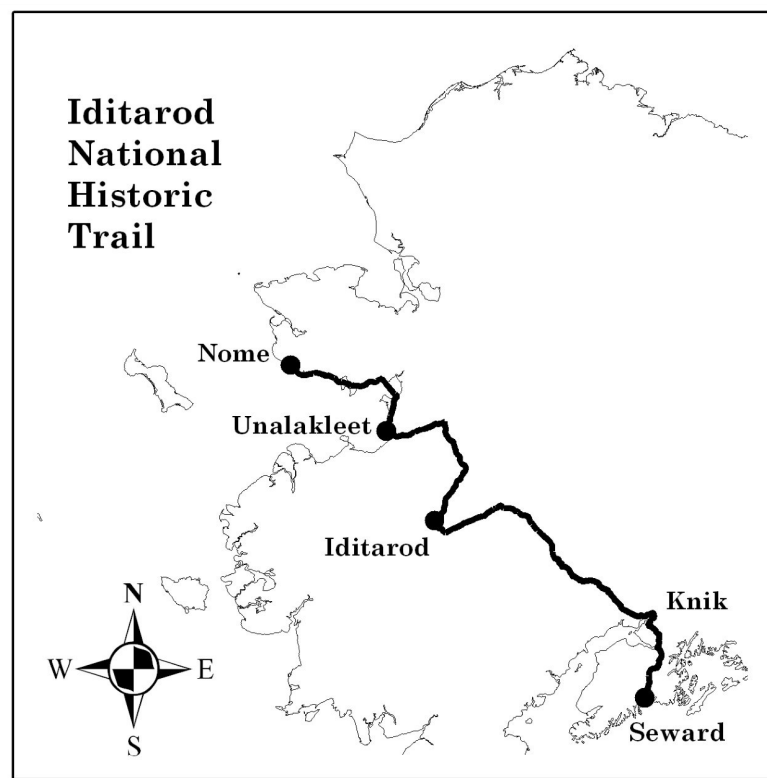 Iditarod
National
Historic
Trail
Nome
Unalakleet
Iditarod
Knik
N
W E
S
Seward